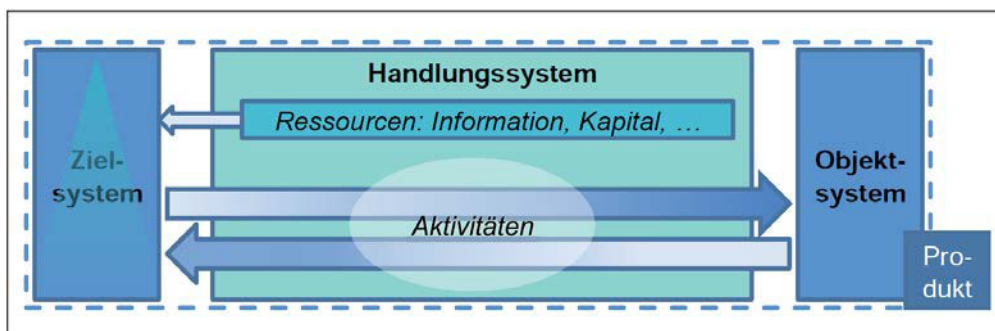 Handlungssystem
Ressourcen: Information, Kapital, …
Ziel-
system
Aktivitäten
Objekt-
system
Pro-
dukt